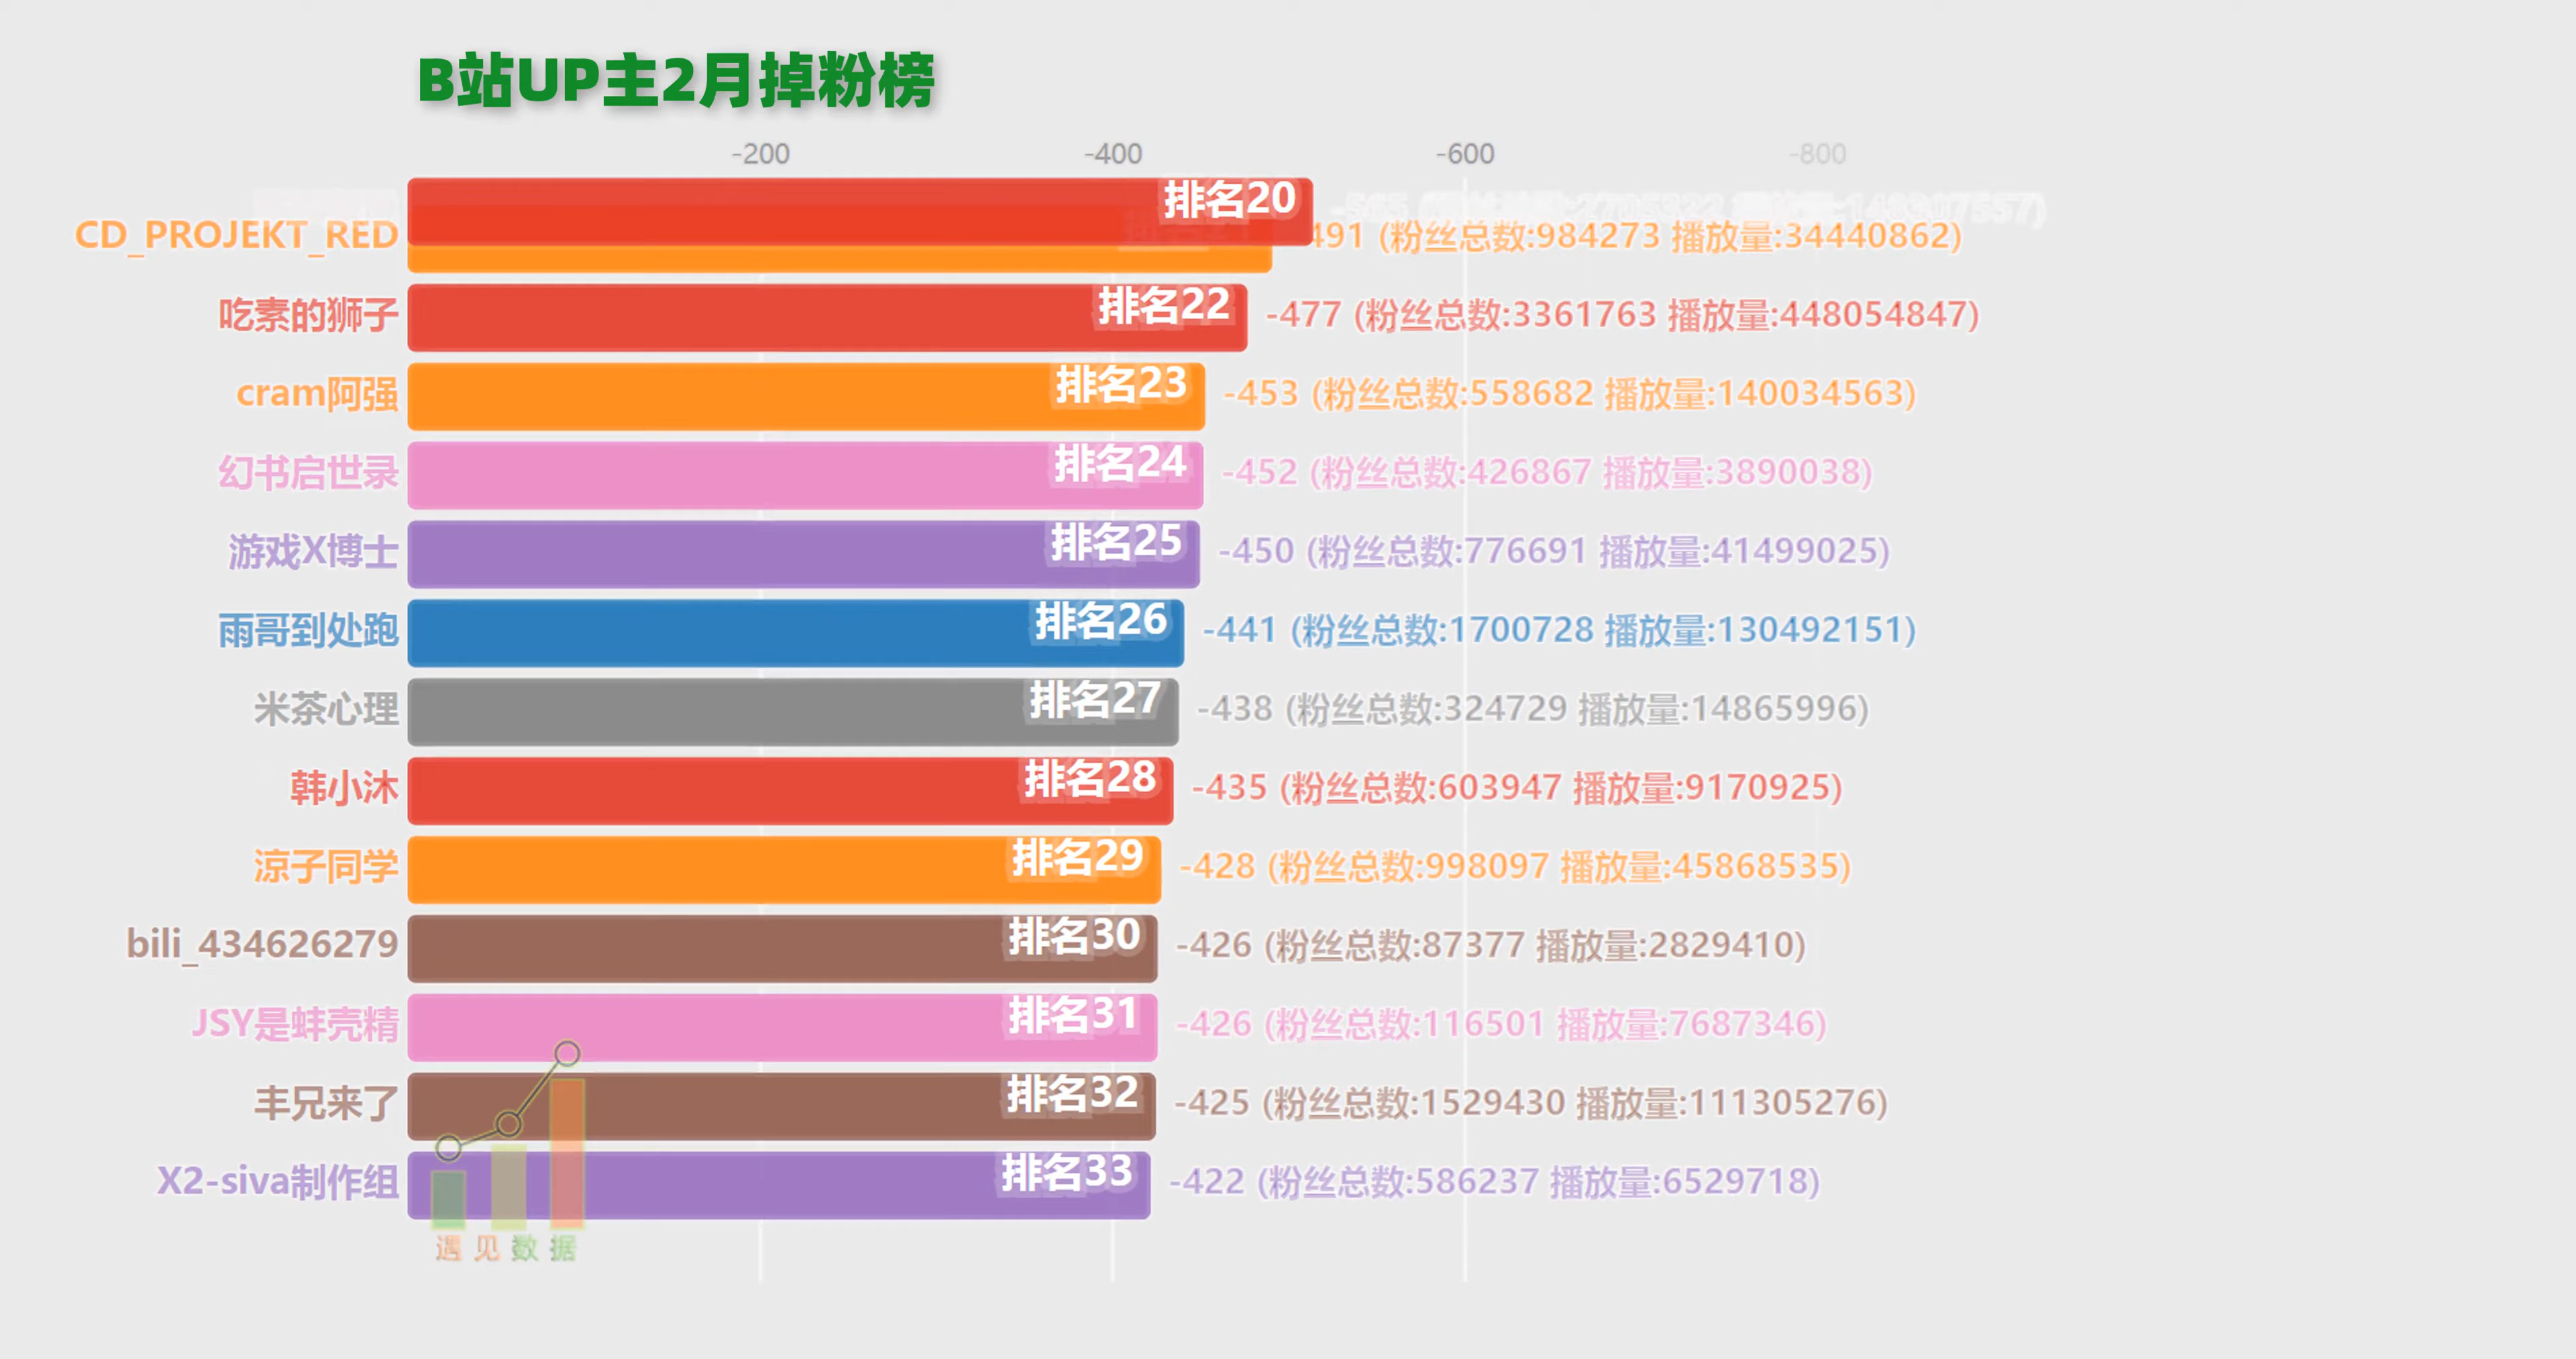 B站UP主2月掉粉榜
-200 -400 -600 -800
排名20
CD_PROJEKT_RED 491 (粉丝总数:984273 播放量:34440862)
吃素的狮子 排名22 -477 (粉丝总数:3361763 播放量:448054847)
cram阿强 排名23 -453 (粉丝总数:558682 播放量:140034563)
幻书启世录 排名24 -452 (粉丝总数:426867 播放量:3890038)
游戏X博士 排名25 -450 (粉丝总数:776691 播放量:41499025)
雨哥到处跑 排名26 -441 (粉丝总数:1700728 播放量:130492151)
米茶心理 排名27 -438 (粉丝总数:324729 播放量:14865996)
韩小沐 排名28 -435 (粉丝总数:603947 播放量:9170925)
凉子同学 排名29 -428 (粉丝总数:998097 播放量:45868535)
bili_434626279 排名30 -426 (粉丝总数:87377 播放量:2829410)
JSY是蚌壳精 排名31 -426 (粉丝总数:116501 播放量:7687346)
丰兄来了 排名32 -425 (粉丝总数:1529430 播放量:111305276)
X2-siva制作组 排名33 -422 (粉丝总数:586237 播放量:6529718)
遇见数据